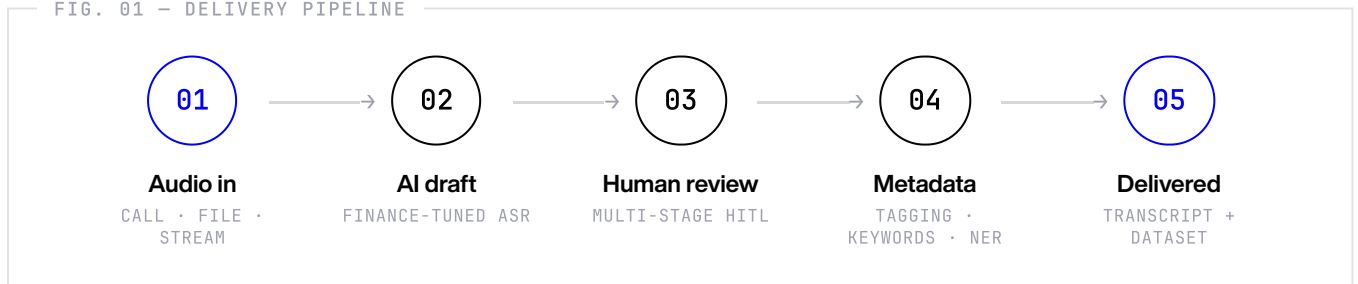 FIG. 01 — DELIVERY PIPELINE
01
02
03
04
05
Audio in
AI draft
Human review
Metadata
Delivered
CALL · FILE ·
STREAM
FINANCE-TUNED ASR
MULTI-STAGE HITL
TAGGING ·
KEYWORDS · NER
TRANSCRIPT +
DATASET